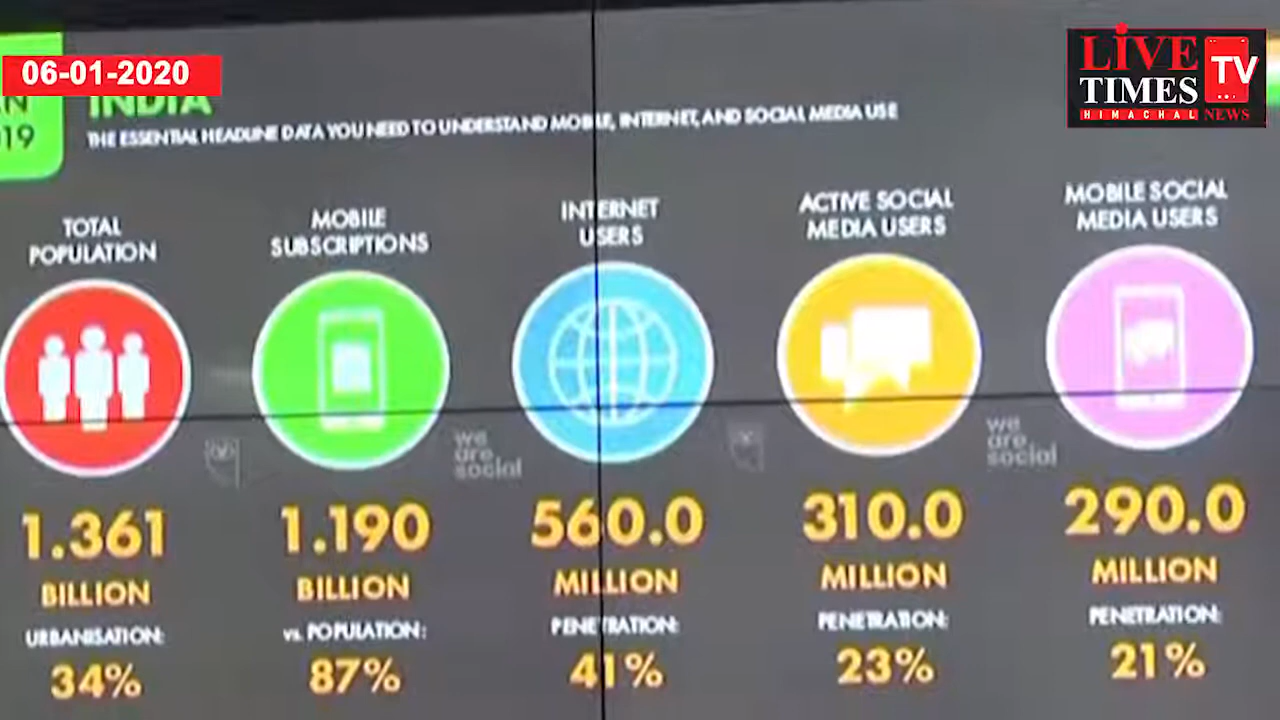 06-01-2020
LIVE
TIMES
TV
HIMACHAL NEWS
19
INDIA
THE ESSENTIAL HEADLINE DATA YOU NEED TO UNDERSTAND MOBILE, INTERNET, AND SOCIAL MEDIA USE
TOTAL
POPULATION
MOBILE
SUBSCRIPTIONS
INTERNET
USERS
ACTIVE SOCIAL
MEDIA USERS
MOBILE SOCIAL
MEDIA USERS
we
are
social
we
are
social
1.361
BILLION
URBANISATION:
34%
1.190
BILLION
vs. POPULATION:
87%
560.0
MILLION
PENETRATION:
41%
310.0
MILLION
PENETRATION:
23%
290.0
MILLION
PENETRATION:
21%